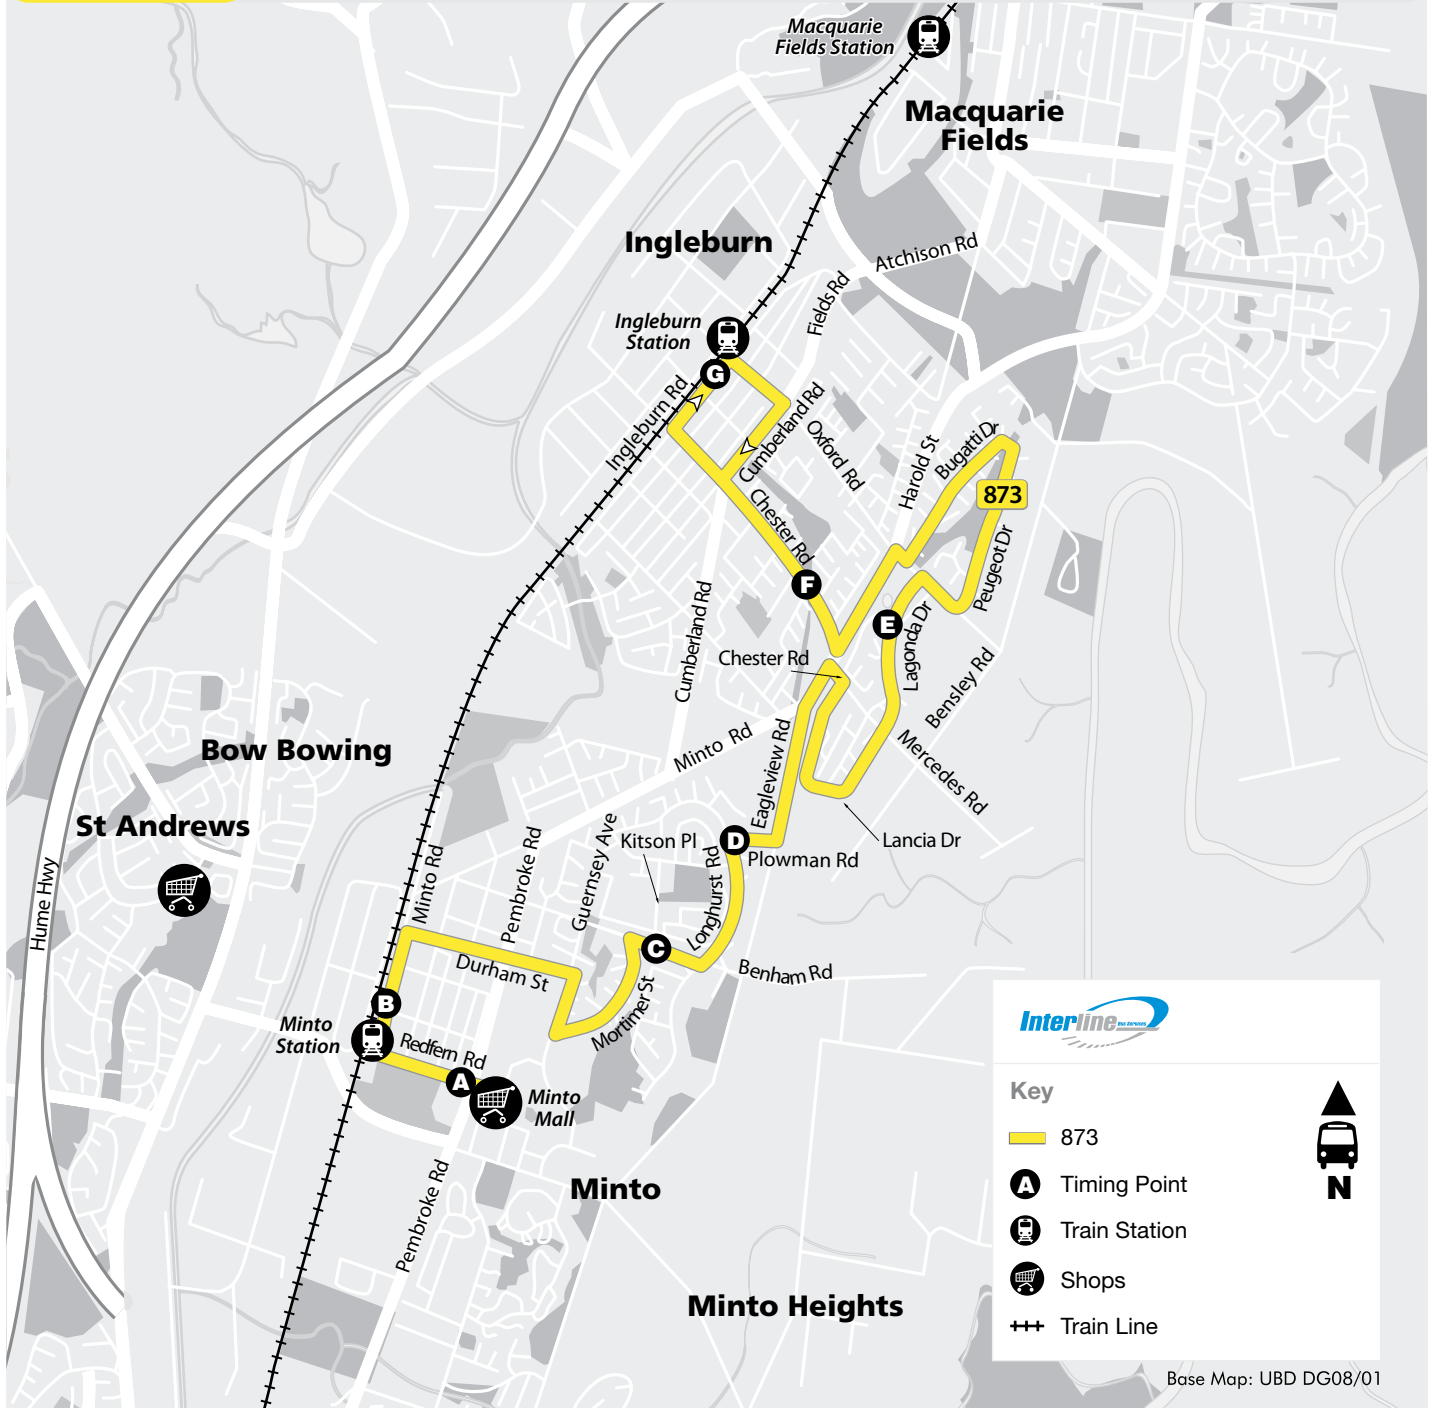 Macquarie
Fields Station
Macquarie
Fields
Ingleburn
Atchison Rd
Fields Rd
Ingleburn
Station
G
Ingleburn Rd
Cumberland Rd
Oxford Rd
Harold St
Bugatti Dr
873
Chester Rd
Peugeot Dr
F
E
Lagonda Dr
Cumberland Rd
Chester Rd
Bensley Rd
Minto Rd
Eagleview Rd
Mercedes Rd
Bow Bowing
St Andrews
Hume Hwy
Minto Rd
Pembroke Rd
Guernsey Ave
Kitson Pl
D
Plowman Rd
Lancia Dr
Longhurst Rd
C
Benham Rd
Durham St
Mortimer St
B
Minto
Station
Redfern Rd
A
Minto
Mall
Pembroke Rd
Minto
Minto Heights
Interline
Bus Services
Key
873
A Timing Point
Train Station
Shops
Train Line
N
Base Map: UBD DG08/01